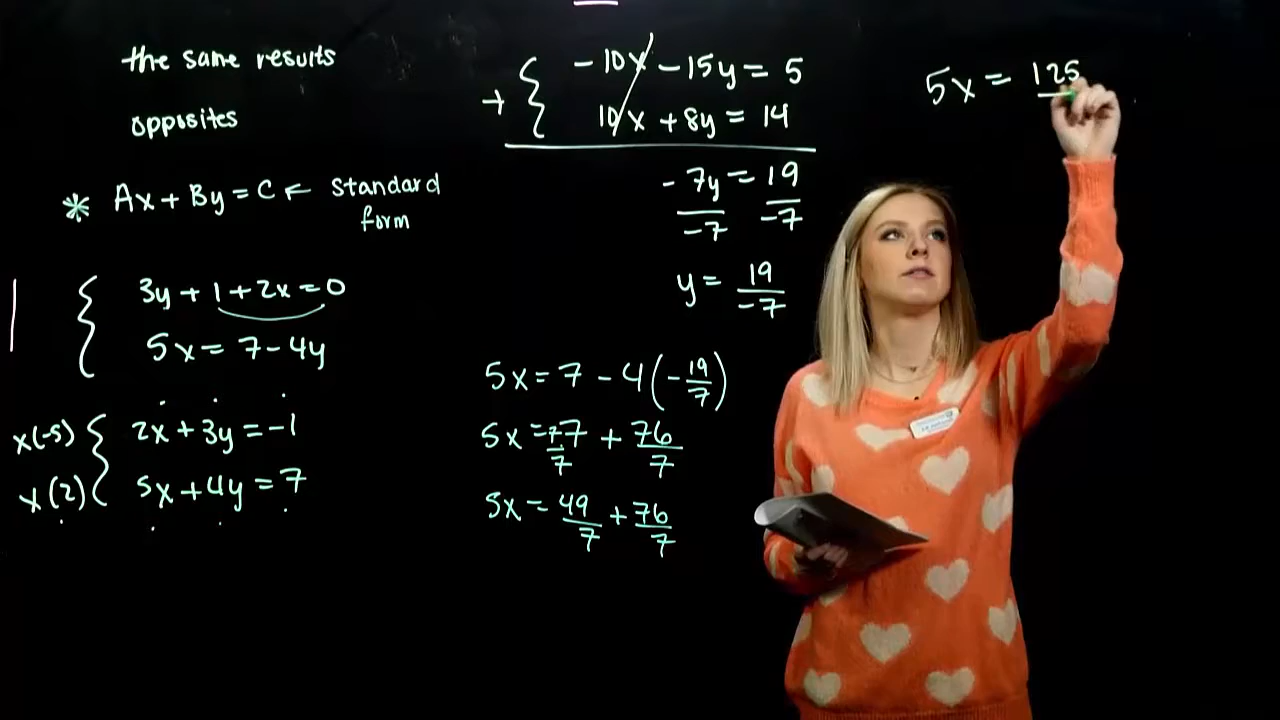 the same results
opposites
* Ax + By = C ← standard form
3y + 1 + 2x = 0
5x = 7 - 4y
x(-5) 2x + 3y = -1
x(2) 5x + 4y = 7
-10x - 15y = 5
+ 10x + 8y = 14
-7y/-7 = 19/-7
y = 19/-7
5x = 7 - 4(-19/7)
5x = 7·7/7 + 76/7
5x = 49/7 + 76/7
5x = 125